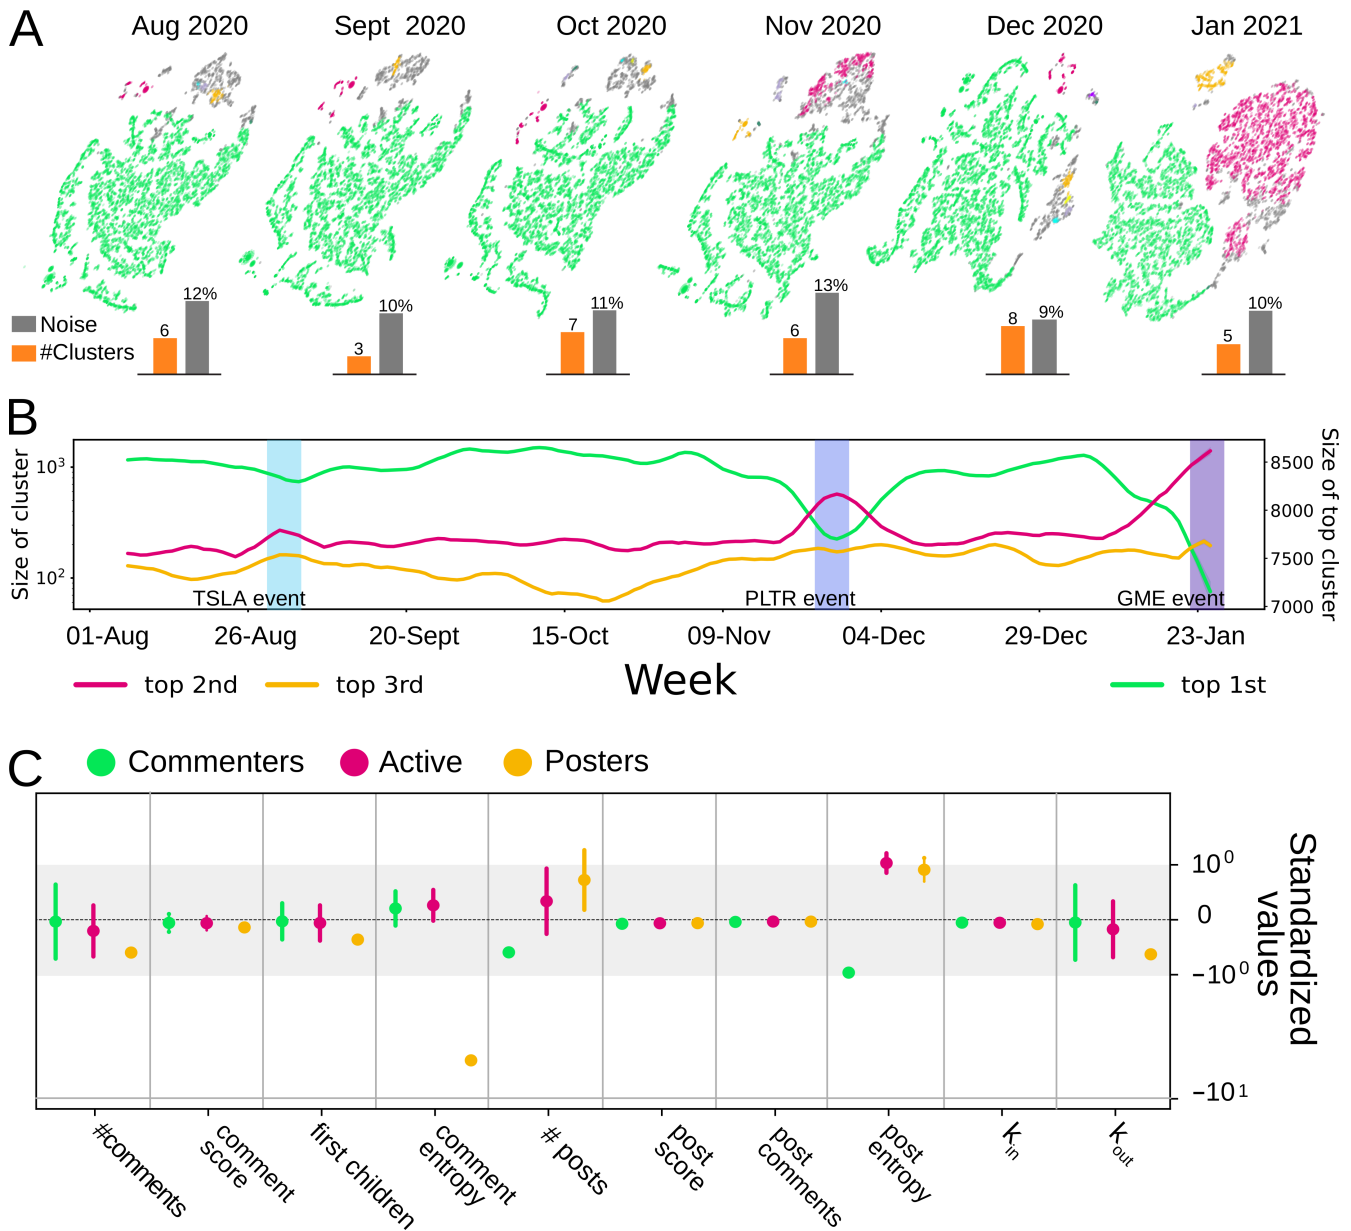 A
Aug 2020
Sept 2020
Oct 2020
Nov 2020
Dec 2020
Jan 2021
Noise
#Clusters
6
12%
3
10%
7
11%
6
13%
8
9%
5
10%
B
Size of cluster
10³
10²
TSLA event
PLTR event
GME event
8500
8000
7500
7000
Size of top cluster
01-Aug
26-Aug
20-Sept
15-Oct
09-Nov
04-Dec
29-Dec
23-Jan
Week
top 2nd
top 3rd
top 1st
C
Commenters
Active
Posters
10⁰
0
−10⁰
−10¹
Standardized
values
#comments
comment
score
first children
comment
entropy
# posts
post
score
post
comments
post
entropy
k_in
k_out